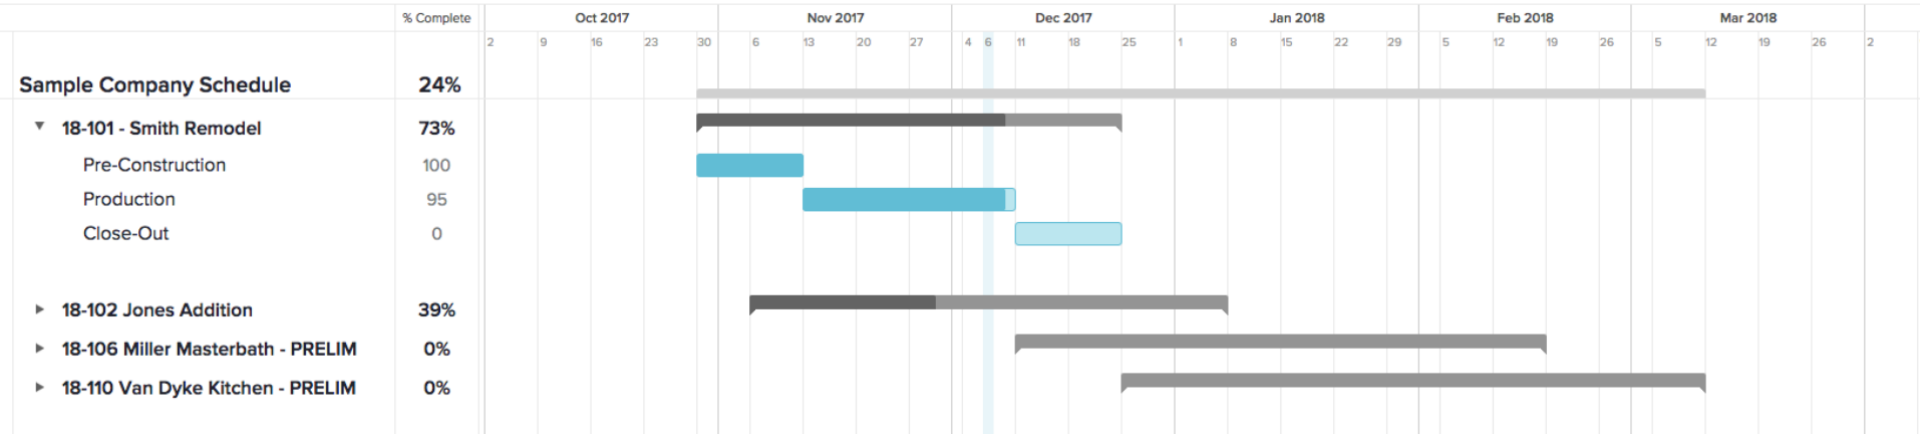 % Complete Oct 2017 Nov 2017 Dec 2017 Jan 2018 Feb 2018 Mar 2018
2 9 16 23 30 6 13 20 27 4 6 11 18 25 1 8 15 22 29 5 12 19 26 5 12 19 26 2
Sample Company Schedule 24%
18-101 - Smith Remodel 73%
Pre-Construction 100
Production 95
Close-Out 0
18-102 Jones Addition 39%
18-106 Miller Masterbath - PRELIM 0%
18-110 Van Dyke Kitchen - PRELIM 0%